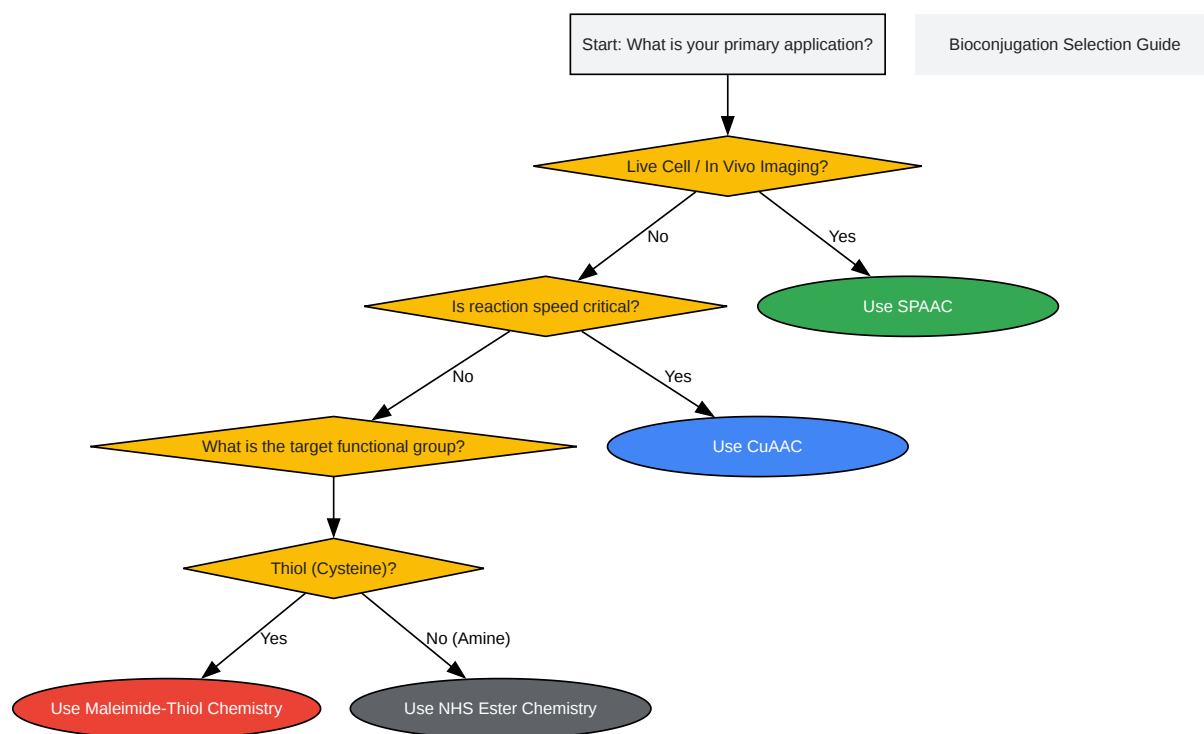 Start: What is your primary application?
Bioconjugation Selection Guide
Live Cell / In Vivo Imaging?
No
Yes
Is reaction speed critical?
Use SPAAC
No
Yes
What is the target functional group?
Use CuAAC
Thiol (Cysteine)?
Yes
No (Amine)
Use Maleimide-Thiol Chemistry
Use NHS Ester Chemistry